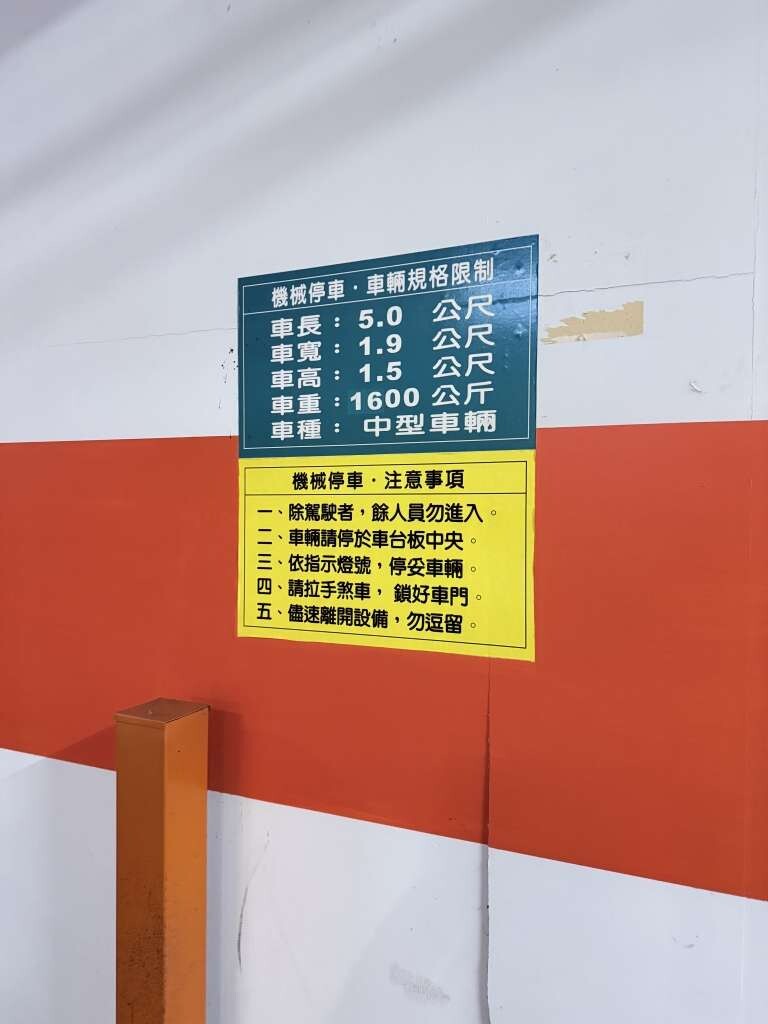 機械停車・車輛規格限制
車長：5.0 公尺
車寬：1.9 公尺
車高：1.5 公尺
車重：1600 公斤
車種：中型車輛
機械停車・注意事項
一、除駕駛者，餘人員勿進入。
二、車輛請停於車台板中央。
三、依指示燈號，停妥車輛。
四、請拉手煞車，鎖好車門。
五、儘速離開設備，勿逗留。